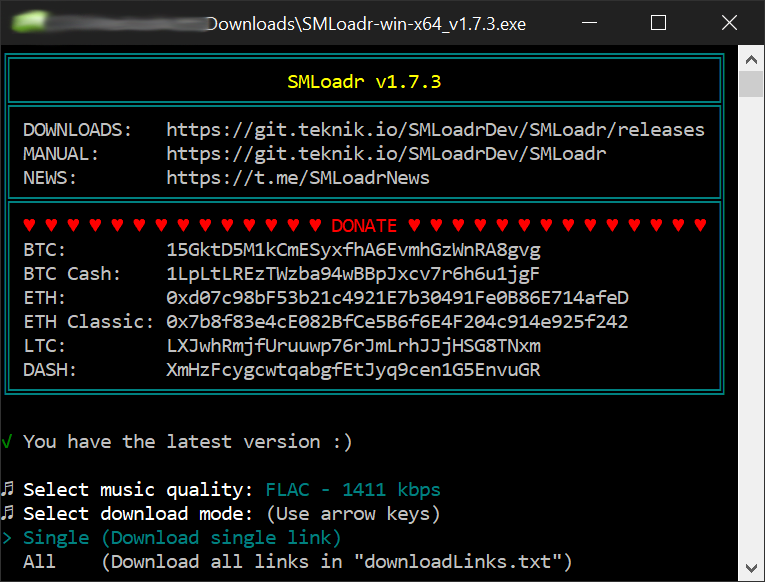 Downloads\SMLoadr-win-x64_v1.7.3.exe
SMLoadr v1.7.3
DOWNLOADS: https://git.teknik.io/SMLoadrDev/SMLoadr/releases
MANUAL: https://git.teknik.io/SMLoadrDev/SMLoadr
NEWS: https://t.me/SMLoadrNews
♥ ♥ ♥ ♥ ♥ ♥ ♥ ♥ ♥ ♥ ♥ ♥ ♥ ♥ DONATE ♥ ♥ ♥ ♥ ♥ ♥ ♥ ♥ ♥ ♥ ♥ ♥ ♥ ♥
BTC: 15GktD5M1kCmESyxfhA6EvmhGzWnRA8gvg
BTC Cash: 1LpLtLREzTWzba94wBBpJxcv7r6h6u1jgF
ETH: 0xd07c98bF53b21c4921E7b30491Fe0B86E714afeD
ETH Classic: 0x7b8f83e4cE082BfCe5B6f6E4F204c914e925f242
LTC: LXJwhRmjfUruuwp76rJmLrhJJjHSG8TNxm
DASH: XmHzFcygcwtqabgfEtJyq9cen1G5EnvuGR
√ You have the latest version :)
♫ Select music quality: FLAC - 1411 kbps
♫ Select download mode: (Use arrow keys)
> Single (Download single link)
All (Download all links in "downloadLinks.txt")